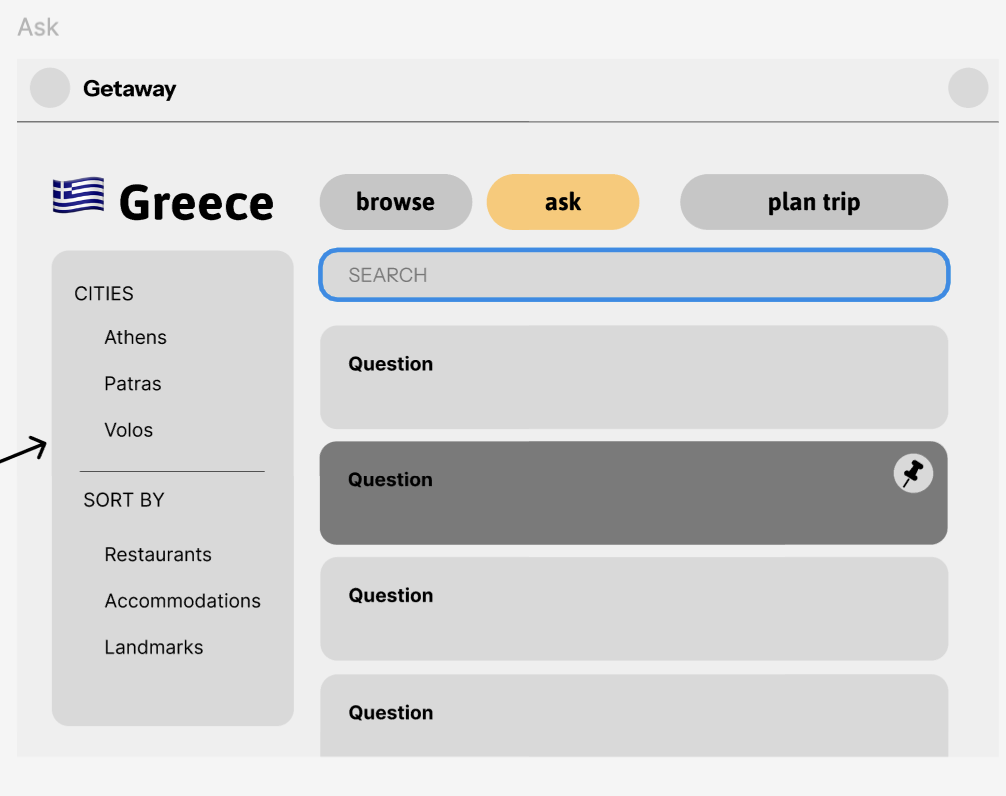 Ask
Getaway
Greece
browse
ask
plan trip
SEARCH
CITIES
Athens
Patras
Volos
SORT BY
Restaurants
Accommodations
Landmarks
Question
Question
Question
Question